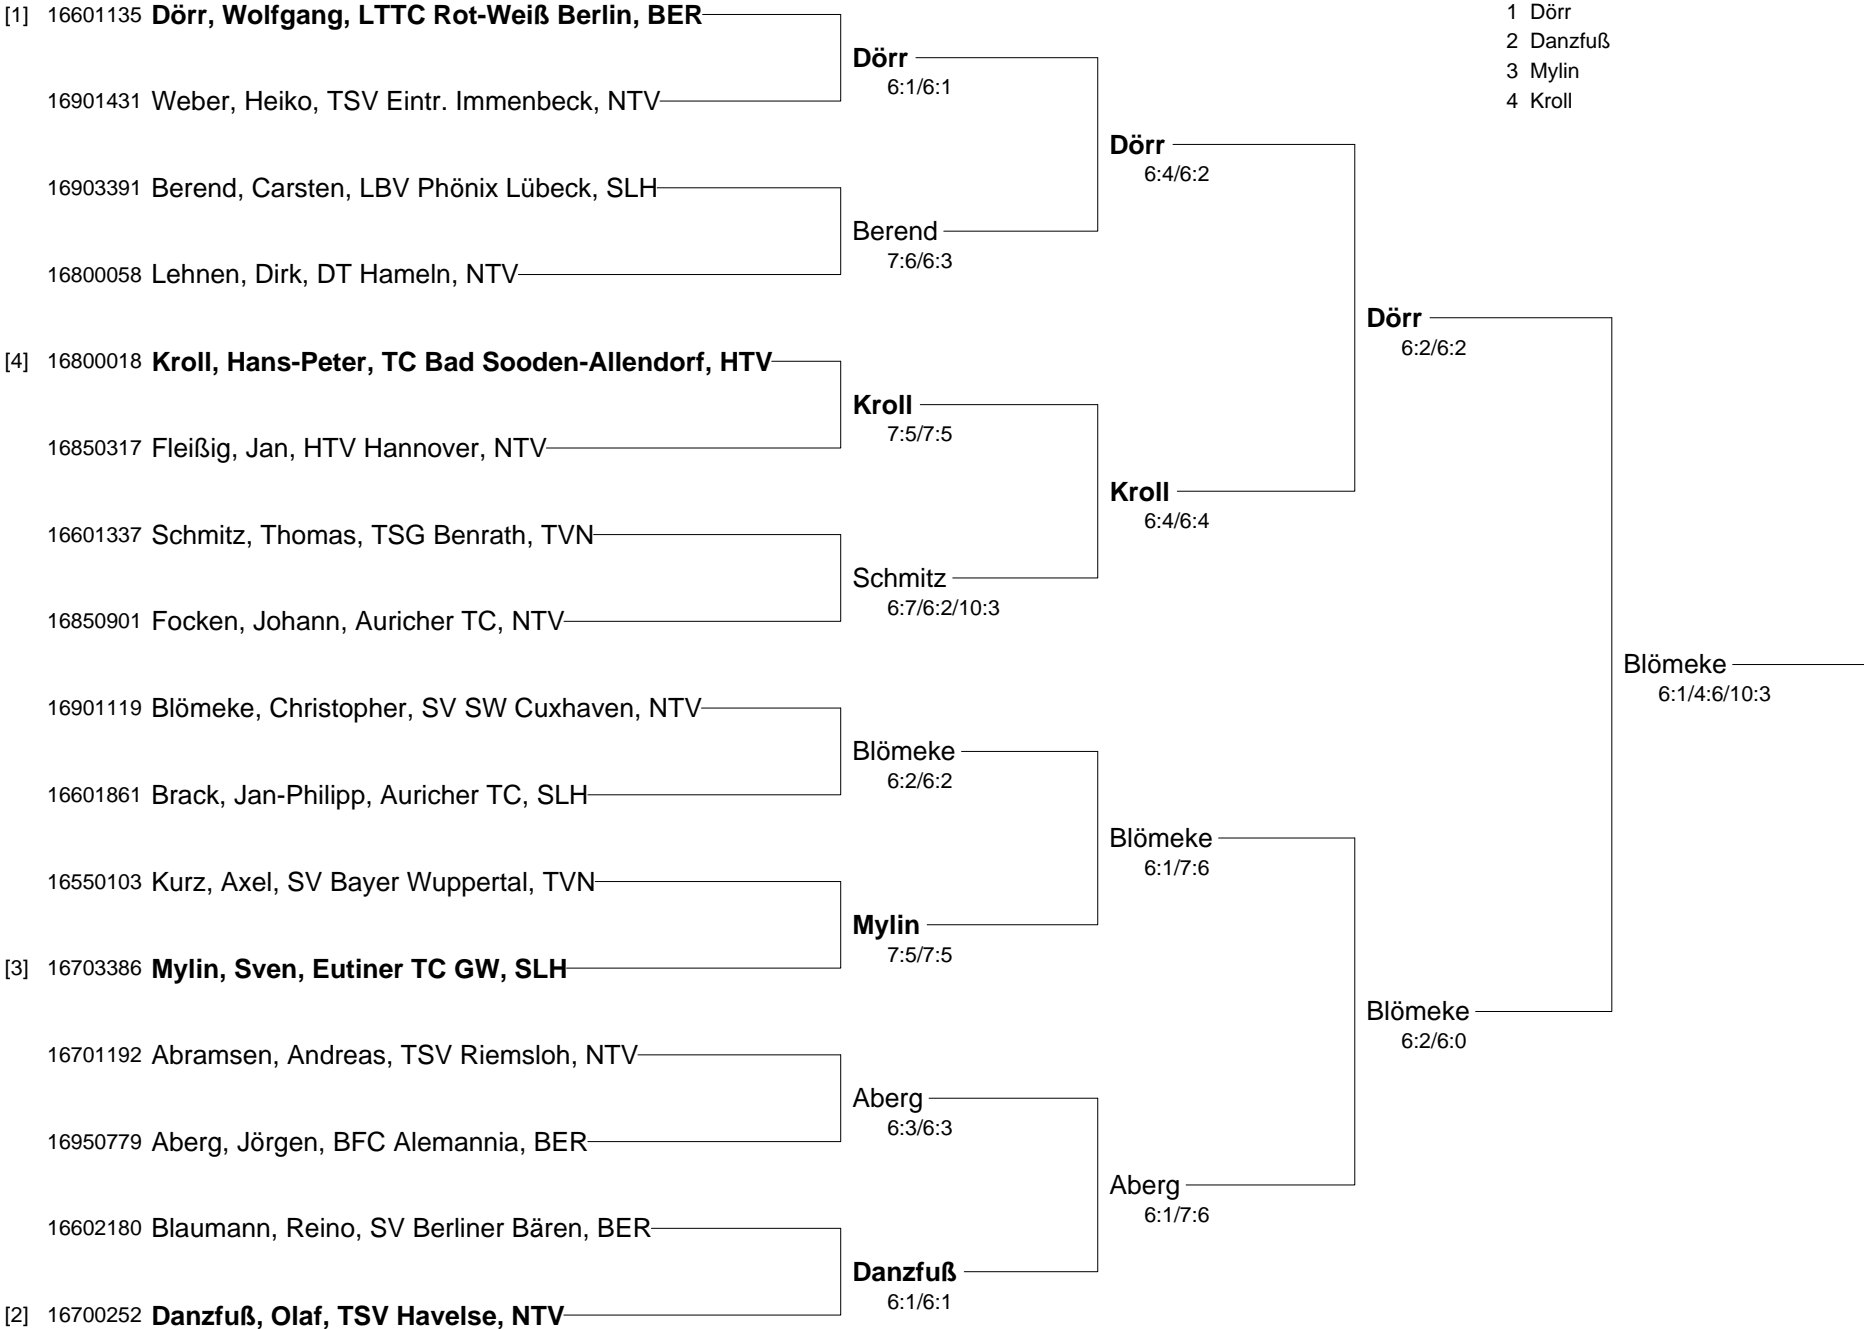 [1] 16601135 Dörr, Wolfgang, LTTC Rot-Weiß Berlin, BER
16901431 Weber, Heiko, TSV Eintr. Immenbeck, NTV
16903391 Berend, Carsten, LBV Phönix Lübeck, SLH
16800058 Lehnen, Dirk, DT Hameln, NTV
[4] 16800018 Kroll, Hans-Peter, TC Bad Sooden-Allendorf, HTV
16850317 Fleißig, Jan, HTV Hannover, NTV
16601337 Schmitz, Thomas, TSG Benrath, TVN
16850901 Focken, Johann, Auricher TC, NTV
16901119 Blömeke, Christopher, SV SW Cuxhaven, NTV
16601861 Brack, Jan-Philipp, Auricher TC, SLH
16550103 Kurz, Axel, SV Bayer Wuppertal, TVN
[3] 16703386 Mylin, Sven, Eutiner TC GW, SLH
16701192 Abramsen, Andreas, TSV Riemsloh, NTV
16950779 Aberg, Jörgen, BFC Alemannia, BER
16602180 Blaumann, Reino, SV Berliner Bären, BER
[2] 16700252 Danzfuß, Olaf, TSV Havelse, NTV
Dörr
6:1/6:1
Berend
7:6/6:3
Kroll
7:5/7:5
Schmitz
6:7/6:2/10:3
Blömeke
6:2/6:2
Mylin
7:5/7:5
Aberg
6:3/6:3
Danzfuß
6:1/6:1
Dörr
6:4/6:2
Kroll
6:4/6:4
Blömeke
6:1/7:6
Aberg
6:1/7:6
Dörr
6:2/6:2
Blömeke
6:2/6:0
Blömeke
6:1/4:6/10:3
1 Dörr
2 Danzfuß
3 Mylin
4 Kroll